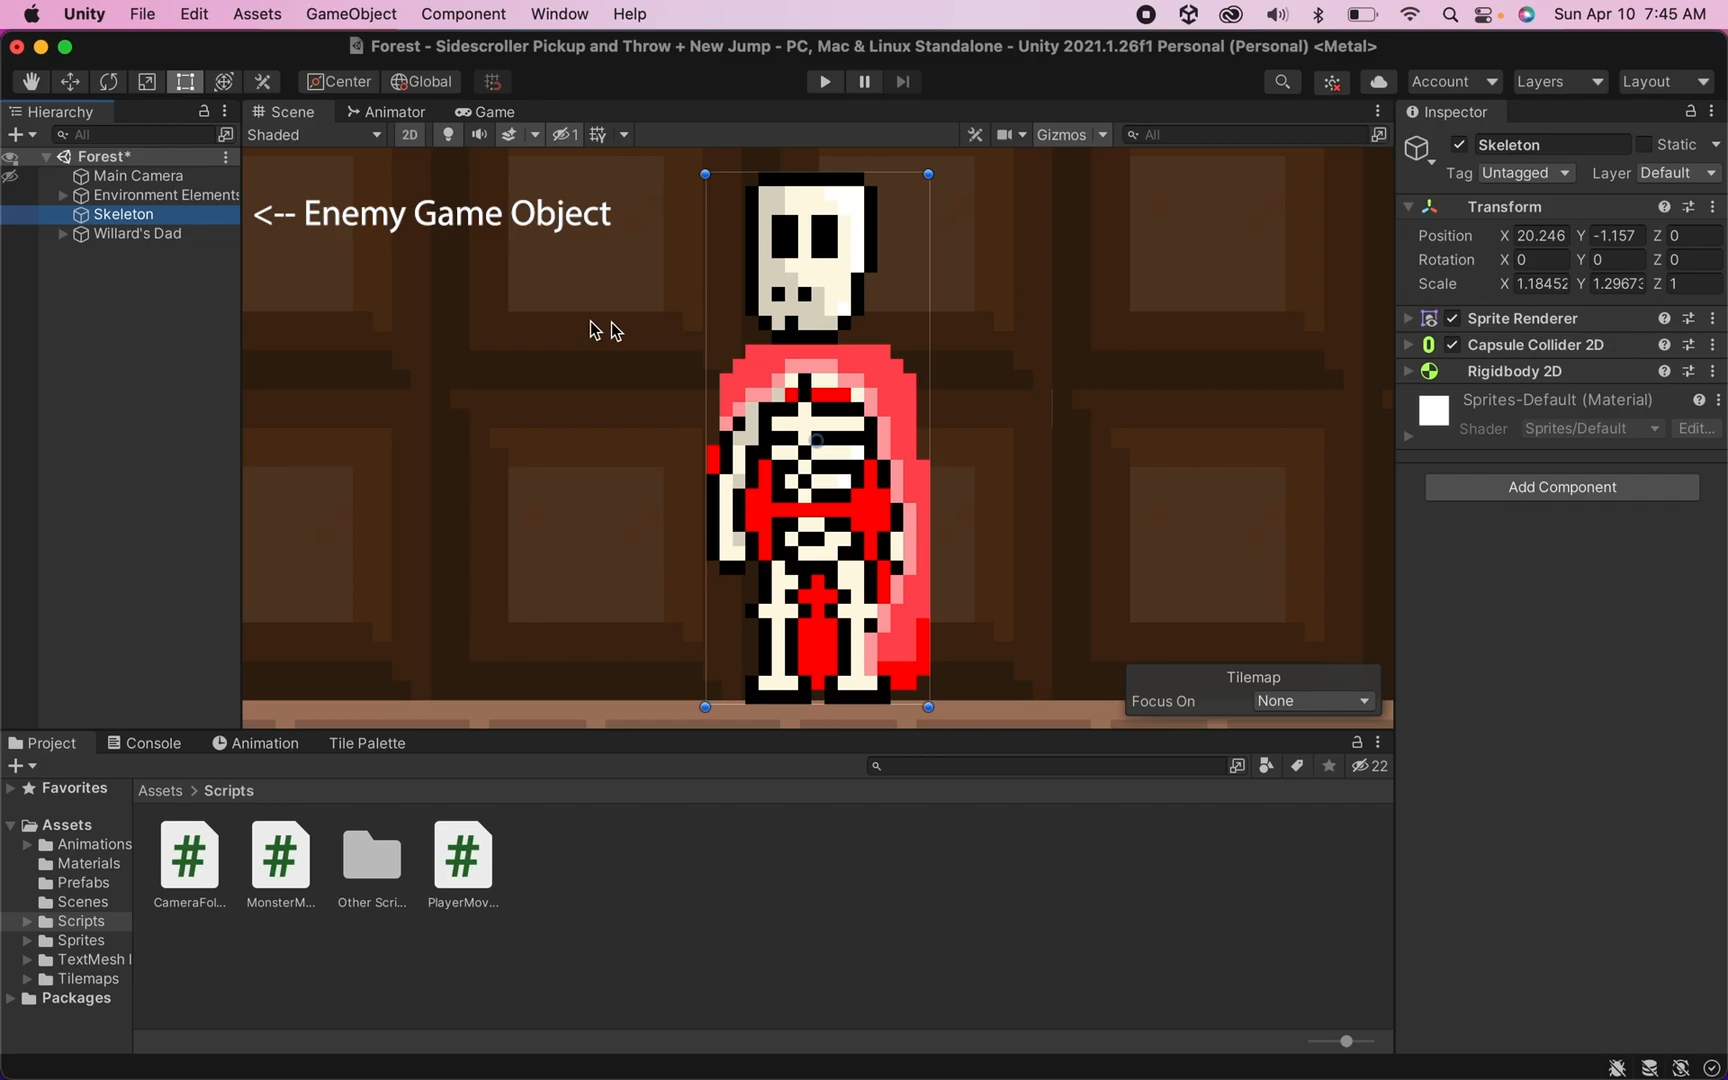 Unity File Edit Assets GameObject Component Window Help Sun Apr 10 7:45 AM
Forest - Sidescroller Pickup and Throw + New Jump - PC, Mac & Linux Standalone - Unity 2021.1.26f1 Personal (Personal) <Metal>
Center Global Account Layers Layout
Hierarchy Scene Animator Game Inspector
All Shaded 2D 1 Gizmos All
Skeleton Static
Tag Untagged Layer Default
Forest*
Main Camera
Environment Elements
Skeleton
Willard's Dad
<-- Enemy Game Object
Transform
Position X 20.246 Y -1.157 Z 0
Rotation X 0 Y 0 Z 0
Scale X 1.18452 Y 1.29673 Z 1
Sprite Renderer
Capsule Collider 2D
Rigidbody 2D
Sprites-Default (Material)
Shader Sprites/Default Edit...
Add Component
Tilemap
Focus On None
Project Console Animation Tile Palette
22
Favorites
Assets
Animations
Materials
Prefabs
Scenes
Scripts
Sprites
TextMesh
Tilemaps
Packages
Assets > Scripts
CameraFol... MonsterM... Other Scri... PlayerMov...